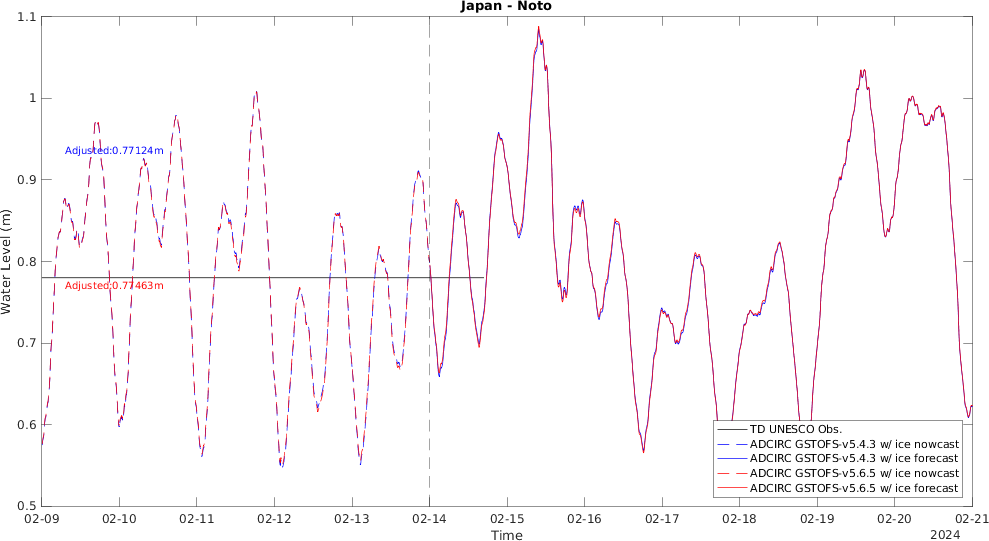 Japan - Noto
1.1
1
0.9
0.8
0.7
0.6
0.5
Water Level (m)
Adjusted:0.77124m
Adjusted:0.77463m
TD UNESCO Obs.
ADCIRC GSTOFS-v5.4.3 w/ ice nowcast
ADCIRC GSTOFS-v5.4.3 w/ ice forecast
ADCIRC GSTOFS-v5.6.5 w/ ice nowcast
ADCIRC GSTOFS-v5.6.5 w/ ice forecast
02-09 02-10 02-11 02-12 02-13 02-14 02-15 02-16 02-17 02-18 02-19 02-20 02-21
Time
2024